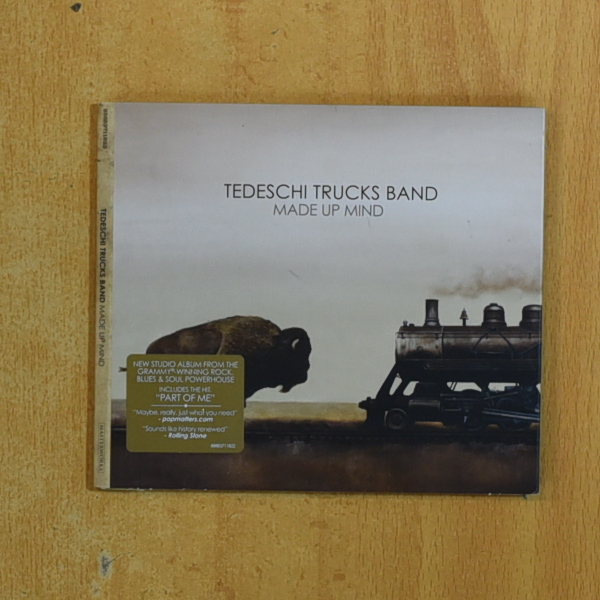 TEDESCHI TRUCKS BAND
MADE UP MIND
NEW STUDIO ALBUM FROM THE
GRAMMY®-WINNING ROCK,
BLUES & SOUL POWERHOUSE
INCLUDES THE HIT
"PART OF ME"
"Maybe, really, just what you need"
- popmatters.com
"Sounds like history renewed"
- Rolling Stone
TEDESCHI TRUCKS BAND MADE UP MIND